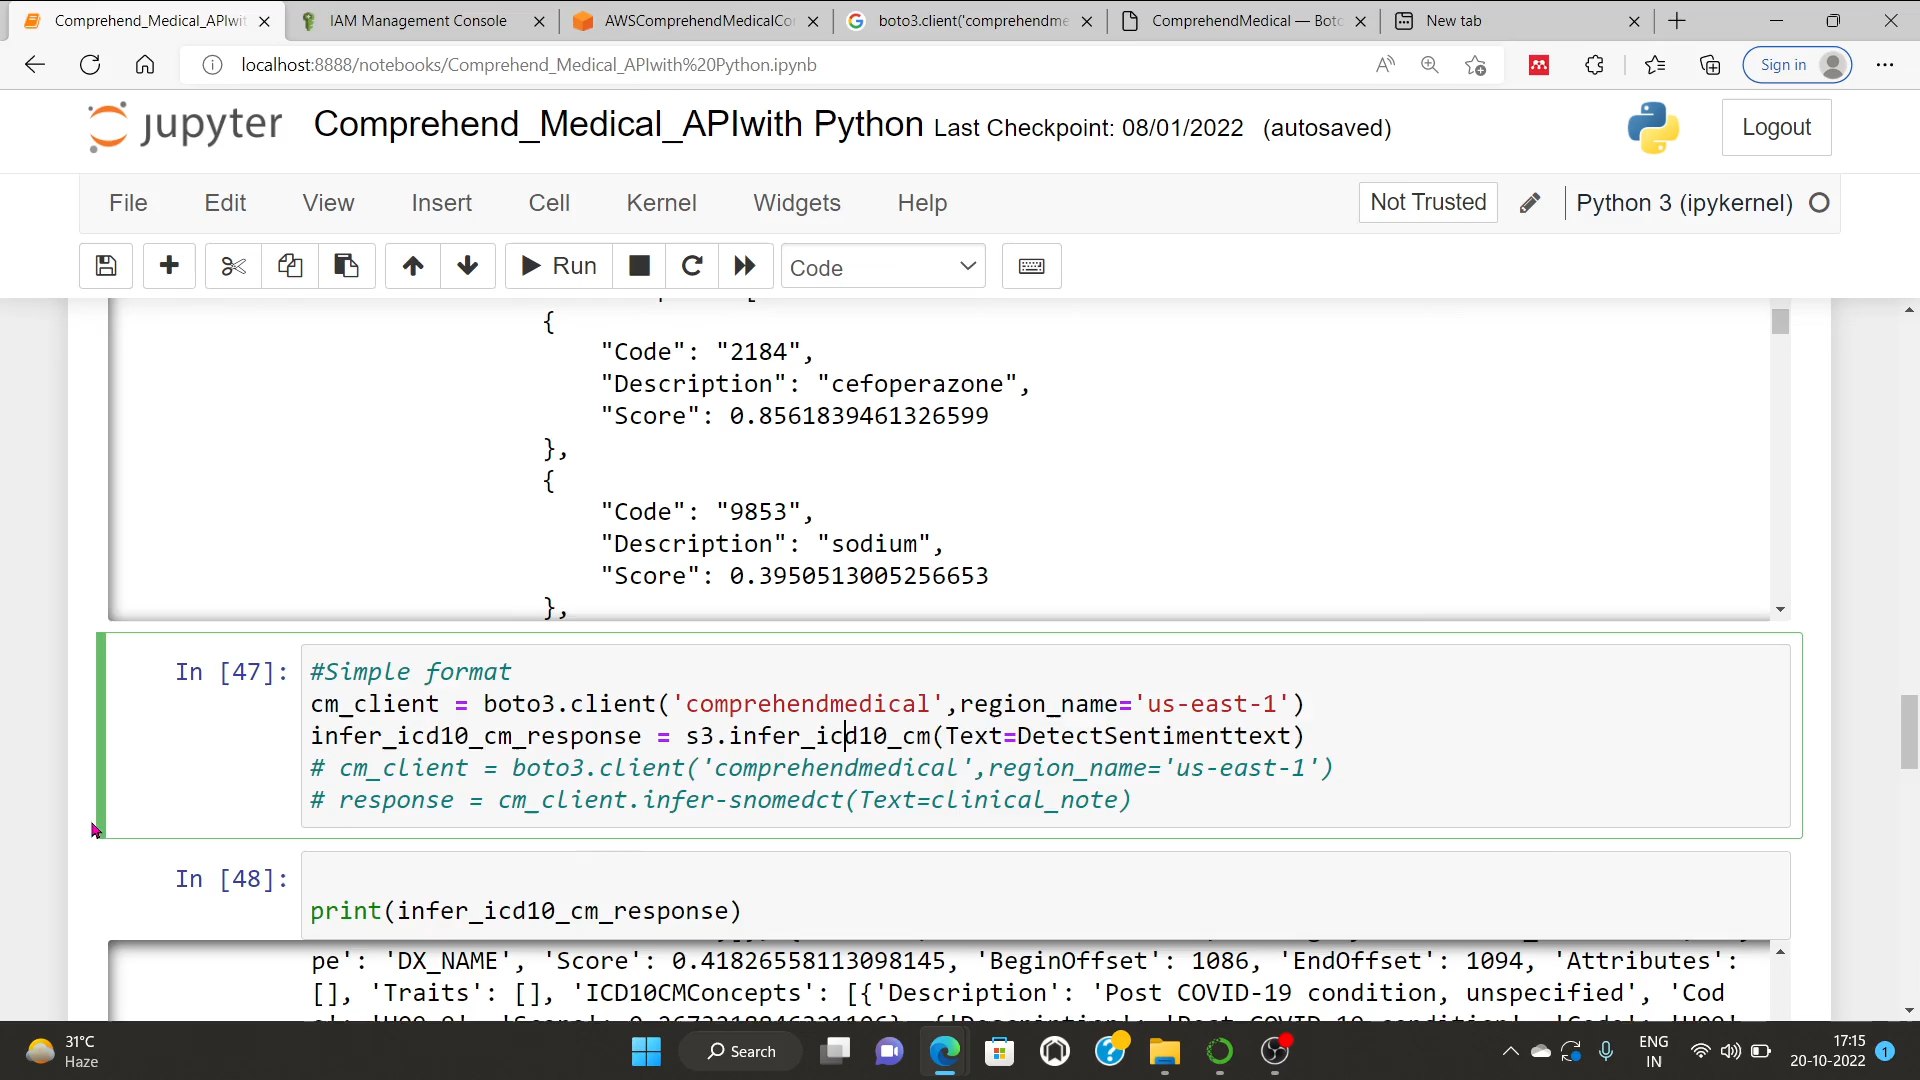 Comprehend_Medical_APIwit
IAM Management Console
AWSComprehendMedicalCo
boto3.client('comprehendme
ComprehendMedical — Boto
New tab
localhost:8888/notebooks/Comprehend_Medical_APIwith%20Python.ipynb
Sign in
jupyter Comprehend_Medical_APIwith Python Last Checkpoint: 08/01/2022 (autosaved)
Logout
File Edit View Insert Cell Kernel Widgets Help
Not Trusted
Python 3 (ipykernel)
Run
Code
{
"Code": "2184",
"Description": "cefoperazone",
"Score": 0.8561839461326599
},
{
"Code": "9853",
"Description": "sodium",
"Score": 0.3950513005256653
},
In [47]: #Simple format
cm_client = boto3.client('comprehendmedical',region_name='us-east-1')
infer_icd10_cm_response = s3.infer_icd10_cm(Text=DetectSentimenttext)
# cm_client = boto3.client('comprehendmedical',region_name='us-east-1')
# response = cm_client.infer-snomedct(Text=clinical_note)
In [48]:
print(infer_icd10_cm_response)
pe': 'DX_NAME', 'Score': 0.41826558113098145, 'BeginOffset': 1086, 'EndOffset': 1094, 'Attributes':
[], 'Traits': [], 'ICD10CMConcepts': [{'Description': 'Post COVID-19 condition, unspecified', 'Cod
31°C
Haze
Search
ENG
IN
17:15
20-10-2022
1